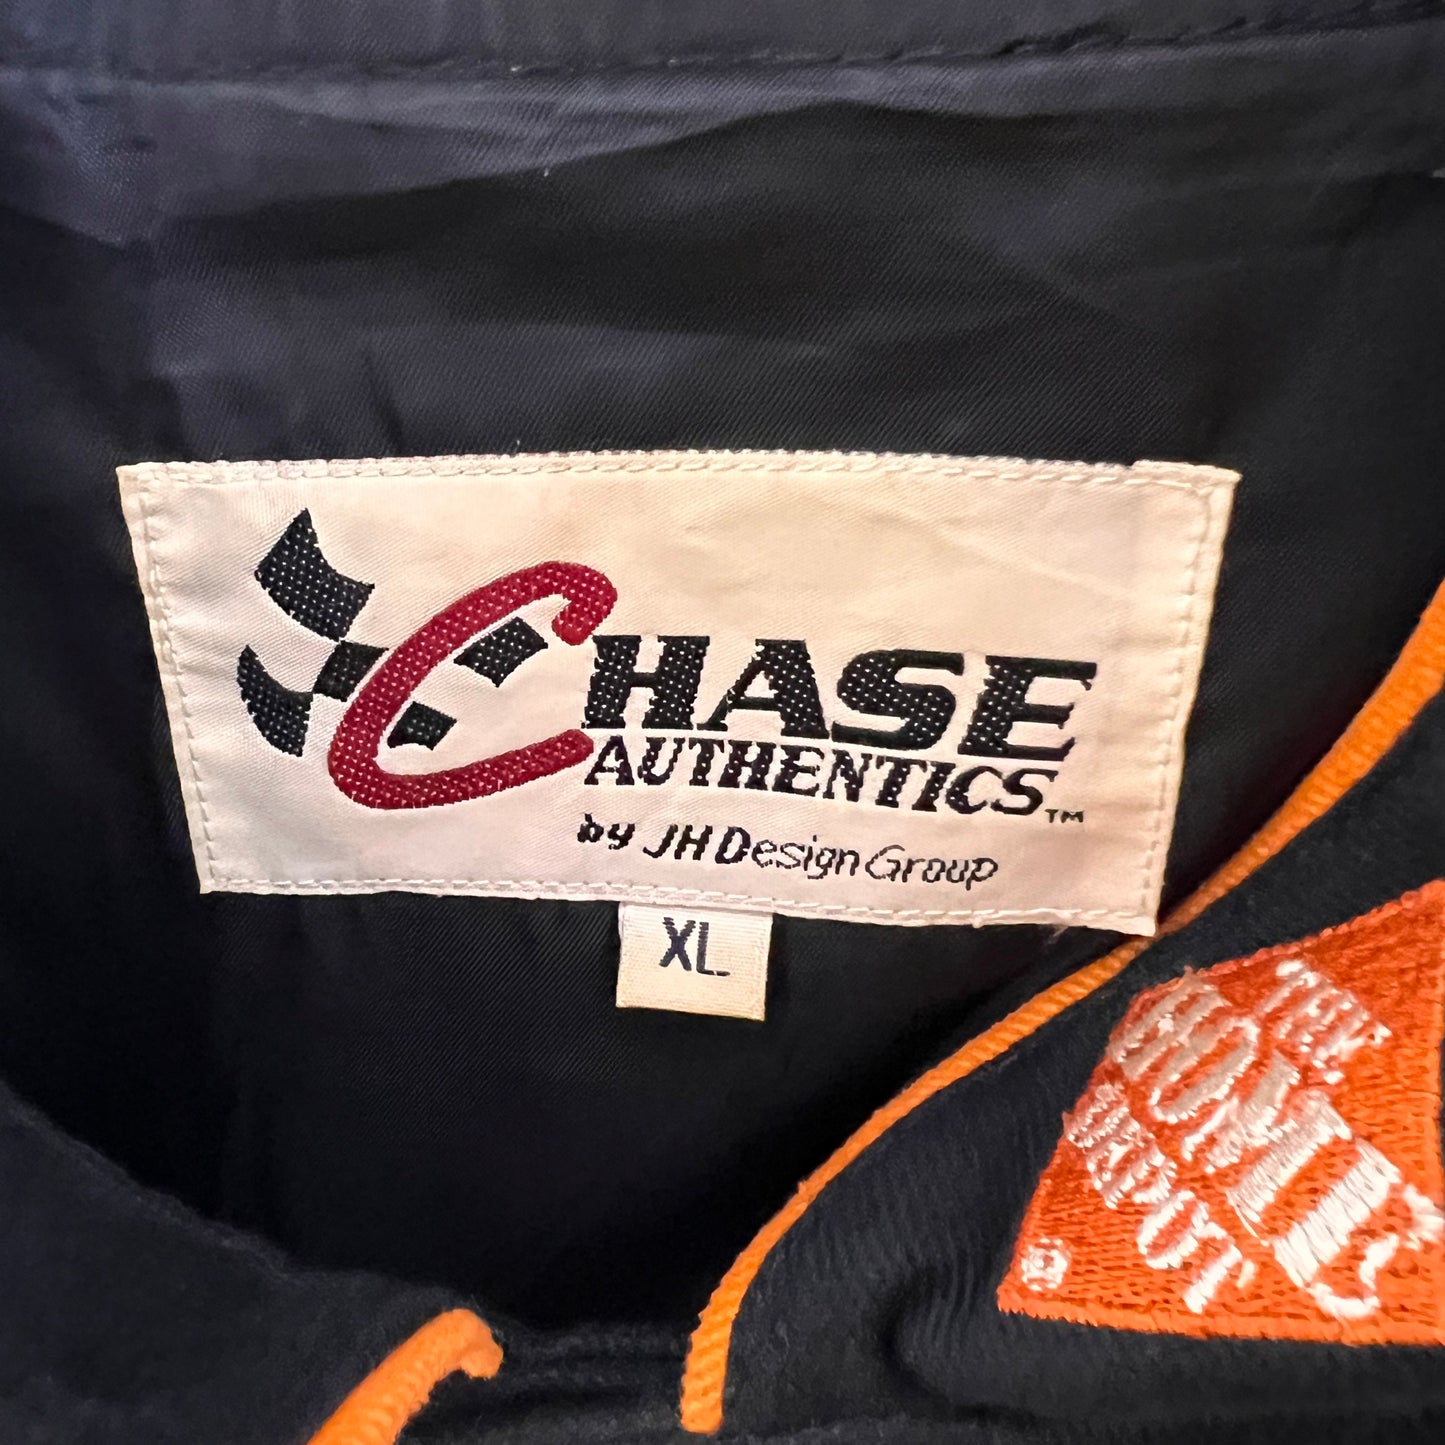 CHASE
AUTHENTICS™
by JH Design Group
XL
THE
HOME
DEPOT